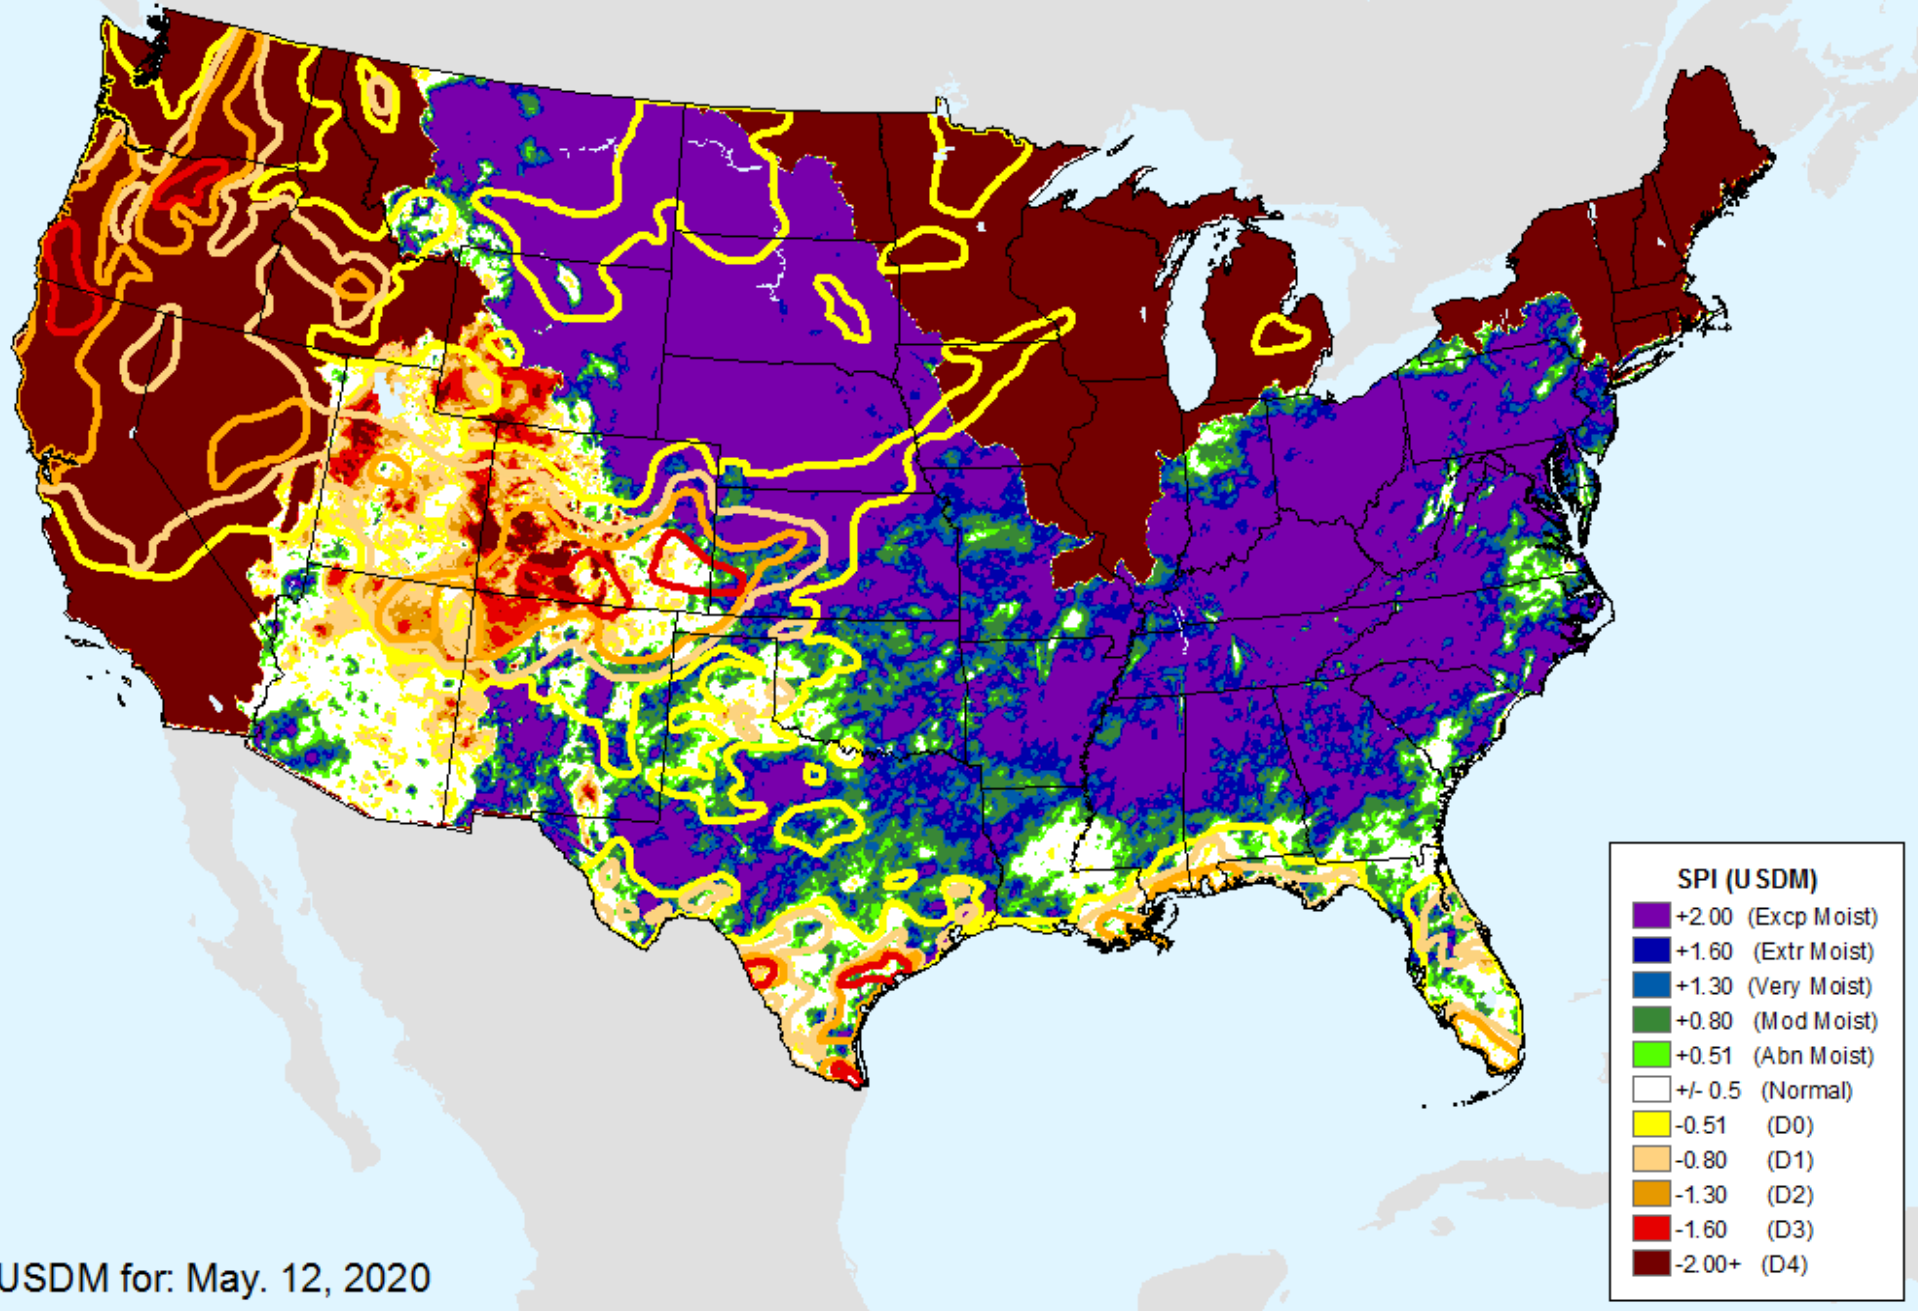 SPI (USDM)
+2.00 (Excp Moist)
+1.60 (Extr Moist)
+1.30 (Very Moist)
+0.80 (Mod Moist)
+0.51 (Abn Moist)
+/- 0.5 (Normal)
-0.51 (D0)
-0.80 (D1)
-1.30 (D2)
-1.60 (D3)
-2.00+ (D4)
USDM for: May. 12, 2020